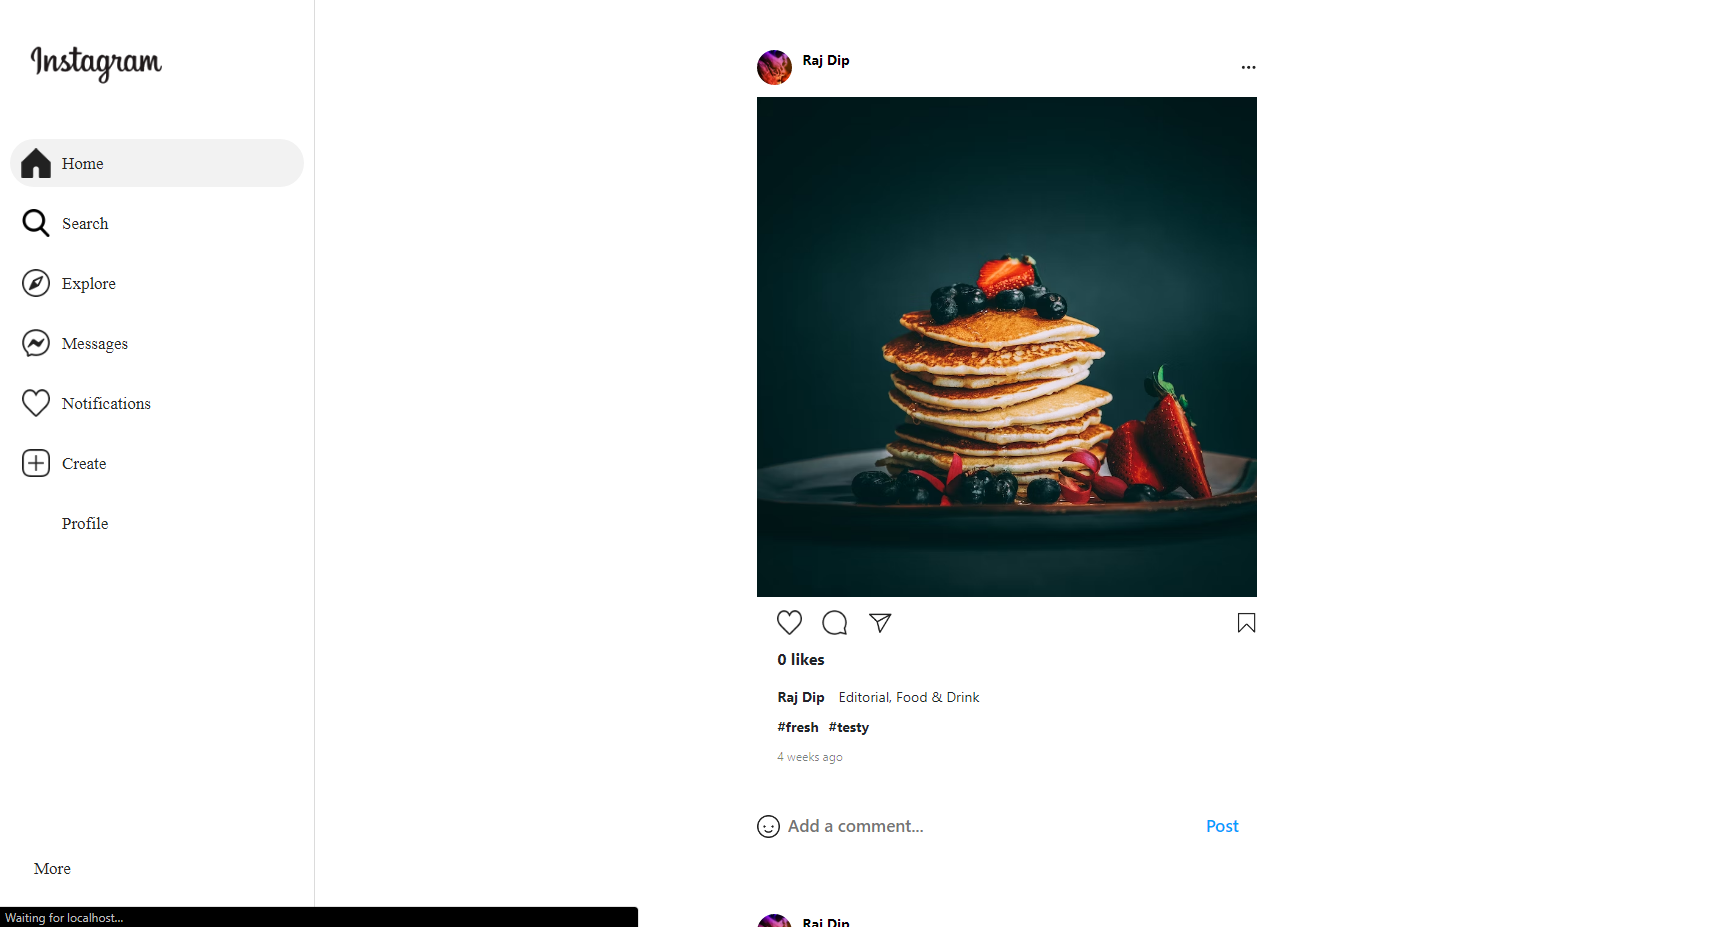 Instagram
Home
Search
Explore
Messages
Notifications
Create
Profile
More
Raj Dip
0 likes
Raj Dip Editorial, Food & Drink
#fresh #testy
4 weeks ago
Add a comment... Post
Raj Dip
Waiting for localhost...